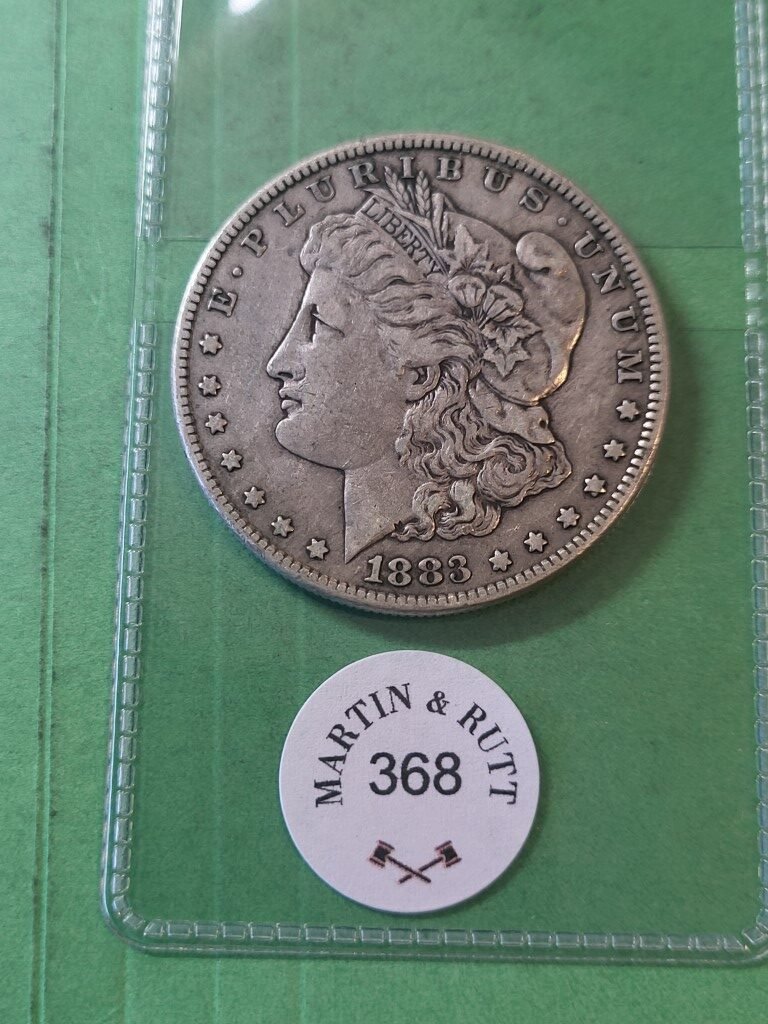 E · PLURIBUS · UNUM
LIBERTY
1883
MARTIN & RUTT
368